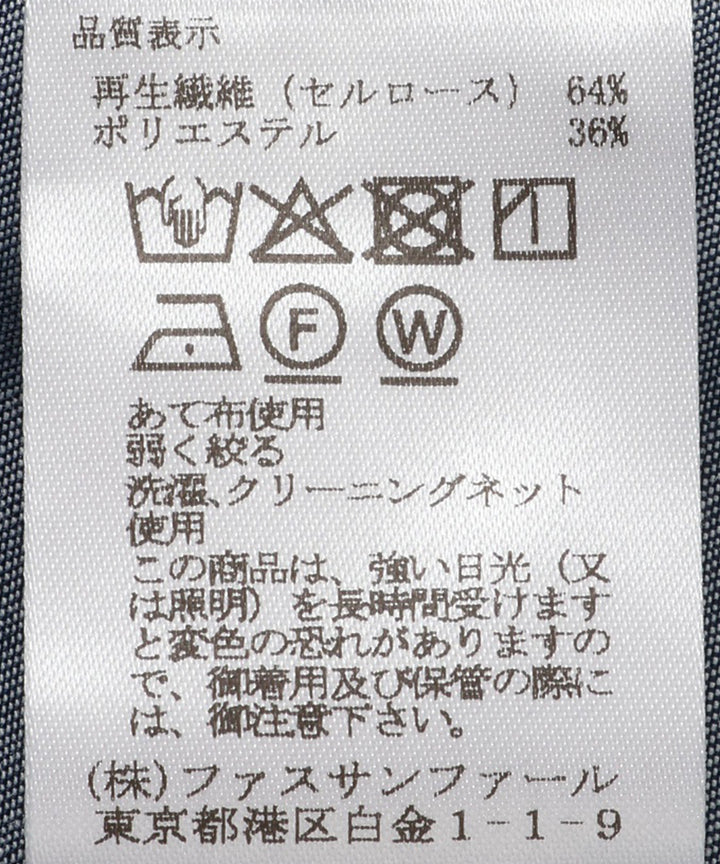 品質表示
再生繊維（セルロース） 64%
ポリエステル 36%
F W
あて布使用
弱く絞る
洗濯、クリーニングネット
使用
この商品は、強い日光（又
は照明）を長時間受けます
と変色の恐れがありますの
で、御着用及び保管の際に
は、御注意下さい。
(株)ファスサンファール
東京都港区白金1-1-9